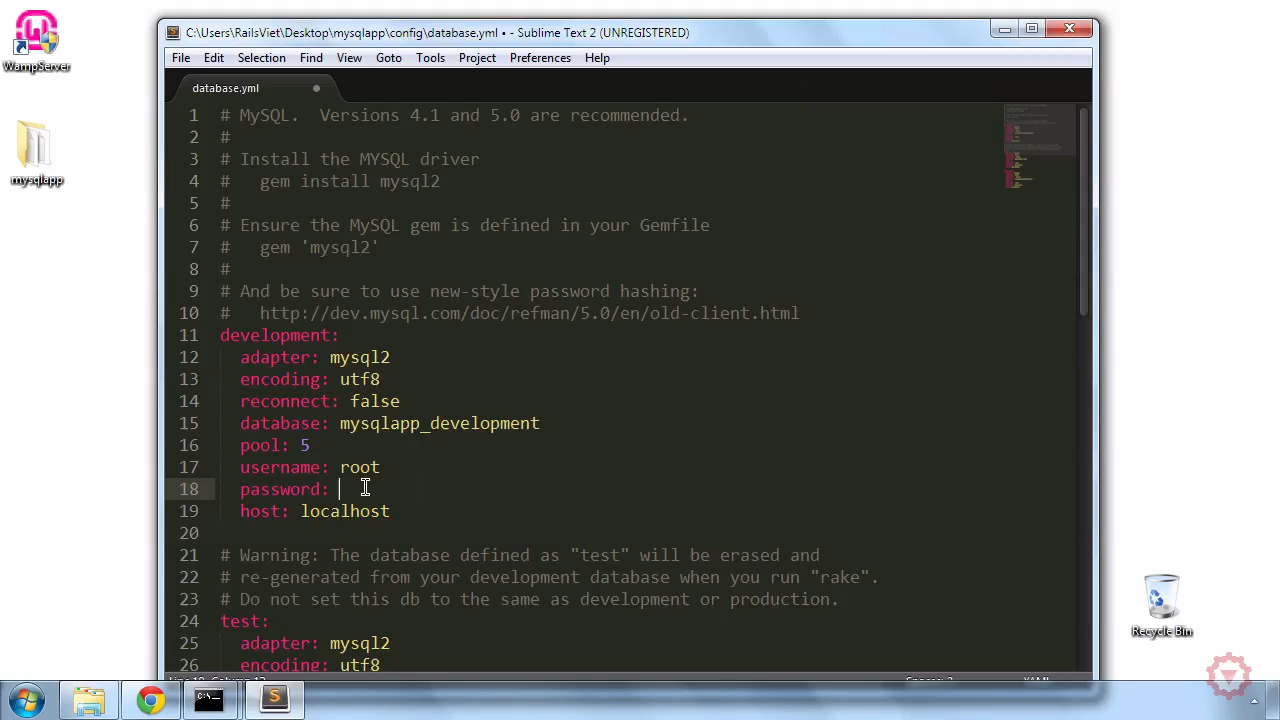 C:\Users\RailsViet\Desktop\mysqlapp\config\database.yml • - Sublime Text 2 (UNREGISTERED)
File Edit Selection Find View Goto Tools Project Preferences Help
database.yml
1 # MySQL.  Versions 4.1 and 5.0 are recommended.
2 #
3 # Install the MYSQL driver
4 #   gem install mysql2
5 #
6 # Ensure the MySQL gem is defined in your Gemfile
7 #   gem 'mysql2'
8 #
9 # And be sure to use new-style password hashing:
10 #   http://dev.mysql.com/doc/refman/5.0/en/old-client.html
11 development:
12   adapter: mysql2
13   encoding: utf8
14   reconnect: false
15   database: mysqlapp_development
16   pool: 5
17   username: root
18   password:
19   host: localhost
20
21 # Warning: The database defined as "test" will be erased and
22 # re-generated from your development database when you run "rake".
23 # Do not set this db to the same as development or production.
24 test:
25   adapter: mysql2
26   encoding: utf8
WampServer
mysqlapp
Recycle Bin